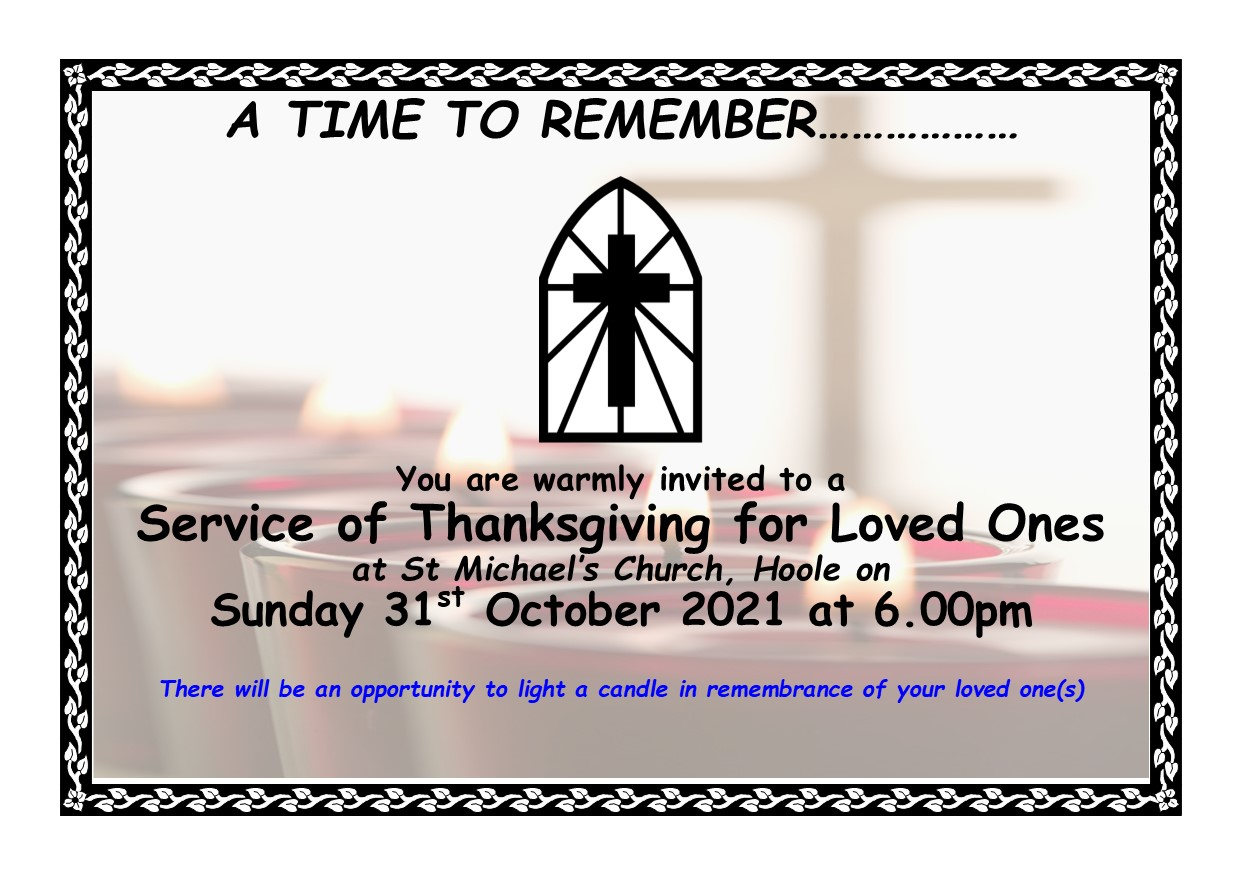 A TIME TO REMEMBER………………
You are warmly invited to a
Service of Thanksgiving for Loved Ones
at St Michael’s Church, Hoole on
Sunday 31st October 2021 at 6.00pm
There will be an opportunity to light a candle in remembrance of your loved one(s)